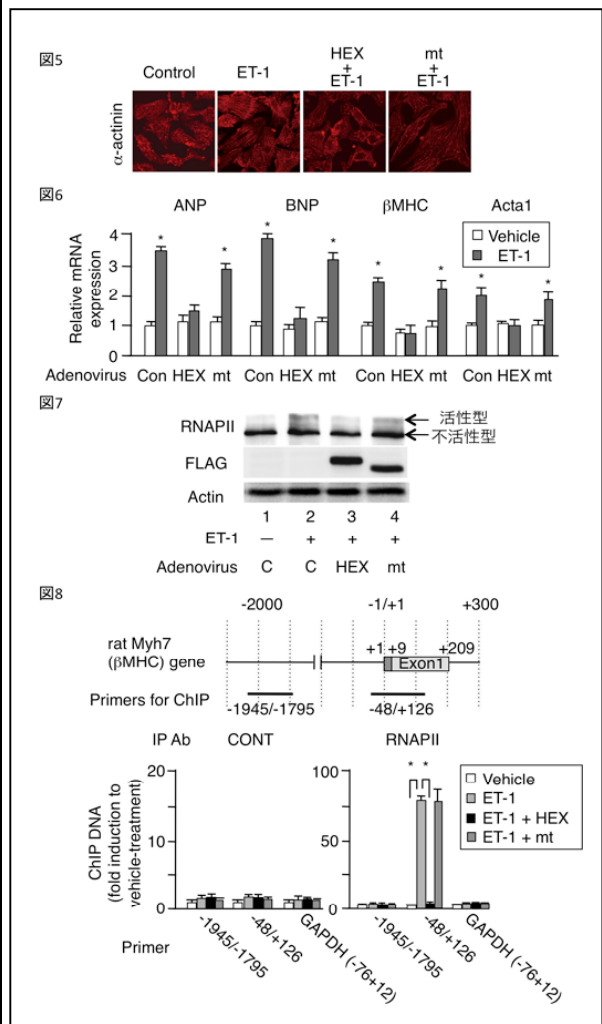 図5
Control ET-1 HEX + ET-1 mt + ET-1
α-actinin
図6
ANP BNP βMHC Acta1
Relative mRNA expression
4
3
2
1
0
* * * * * * * *
Vehicle
ET-1
Adenovirus Con HEX mt Con HEX mt Con HEX mt Con HEX mt
図7
RNAPII
活性型
不活性型
FLAG
Actin
1 2 3 4
ET-1 — + + +
Adenovirus C C HEX mt
図8
-2000 -1/+1 +300
rat Myh7
(βMHC) gene
+1 +9 +209
Exon1
Primers for ChIP
-1945/-1795 -48/+126
IP Ab CONT RNAPII
ChIP DNA
(fold induction to
vehicle-treatment)
20
15
10
5
0
100
75
50
0
* *
Vehicle
ET-1
ET-1 + HEX
ET-1 + mt
Primer
-1945/-1795
-48/+126
GAPDH (-76+12)
-1945/-1795
-48/+126
GAPDH (-76+12)